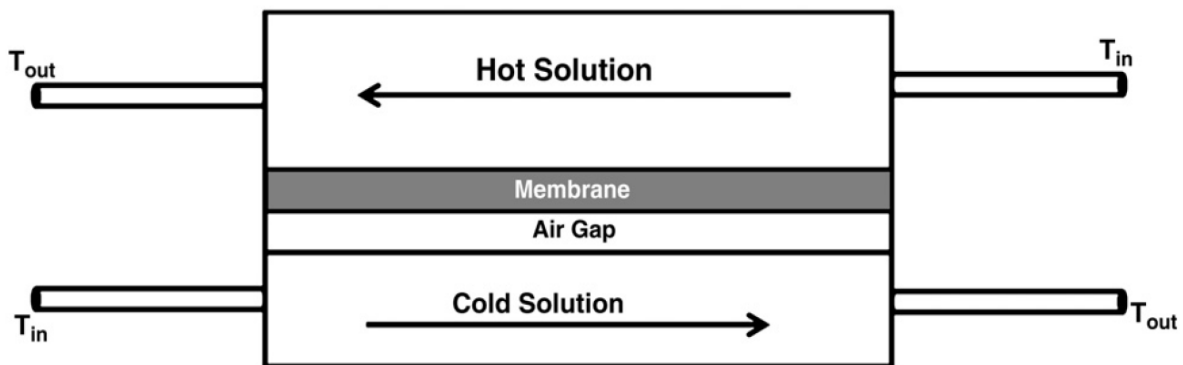 T_out
Hot Solution
T_in
Membrane
Air Gap
T_in
Cold Solution
T_out